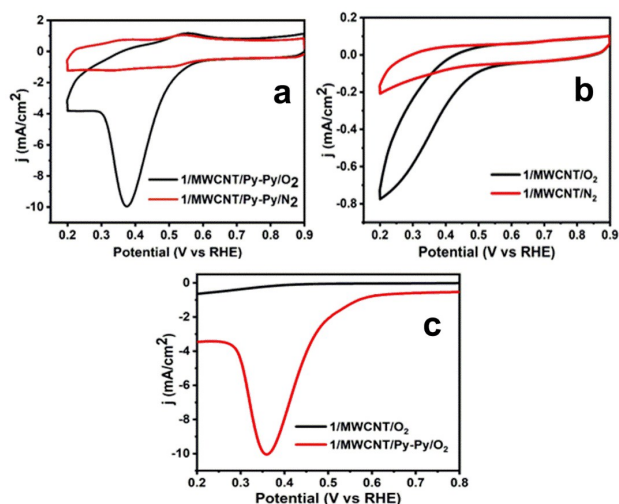 2
0
-2
-4
-6
-8
-10
j (mA/cm²)
a
1/MWCNT/Py-Py/O₂
1/MWCNT/Py-Py/N₂
0.2 0.3 0.4 0.5 0.6 0.7 0.8 0.9
Potential (V vs RHE)
0.2
0.0
-0.2
-0.4
-0.6
-0.8
j (mA/cm²)
b
1/MWCNT/O₂
1/MWCNT/N₂
0.2 0.3 0.4 0.5 0.6 0.7 0.8 0.9
Potential (V vs RHE)
0
-2
-4
-6
-8
-10
j (mA/cm²)
c
1/MWCNT/O₂
1/MWCNT/Py-Py/O₂
0.2 0.3 0.4 0.5 0.6 0.7 0.8
Potential (V vs RHE)